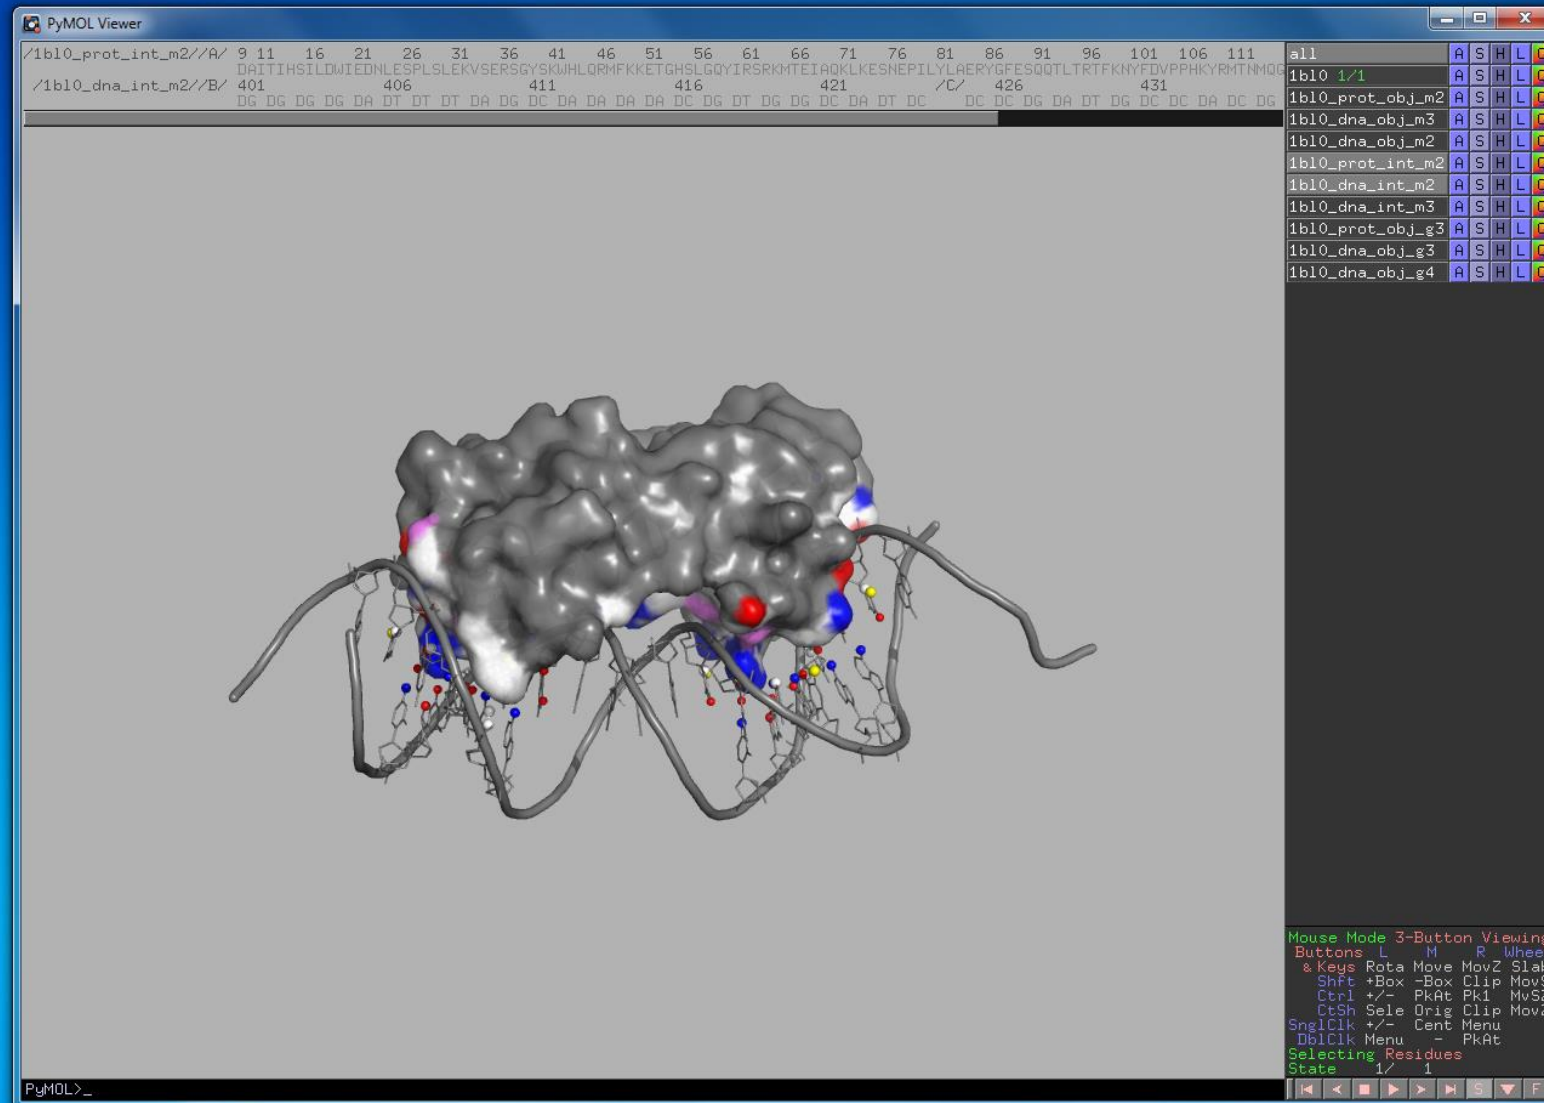 PyMOL Viewer
/1bl0_prot_int_m2//A/ 9 11 16 21 26 31 36 41 46 51 56 61 66 71 76 81 86 91 96 101 106 111
DAITIHSILDWIEDNLESPLSLEKVSERSGYSKWHLQRMFKKETGHSLGQYIRSRKMTEIAQKLKESNEPILYLAERYGFESQQTLTRTFKNYFDVPPHKYRMTNMQG
/1bl0_dna_int_m2//B/ 401 406 411 416 421 /C/ 426 431
DG DG DG DG DA DT DT DT DA DG DC DA DA DA DA DC DG DT DG DG DC DA DT DC DC DC DG DA DT DG DC DC DA DC DG
all A S H L
1bl0 1/1 A S H L
1bl0_prot_obj_m2 A S H L
1bl0_dna_obj_m3 A S H L
1bl0_dna_obj_m2 A S H L
1bl0_prot_int_m2 A S H L
1bl0_dna_int_m2 A S H L
1bl0_dna_int_m3 A S H L
1bl0_prot_obj_g3 A S H L
1bl0_dna_obj_g3 A S H L
1bl0_dna_obj_g4 A S H L
Mouse Mode 3-Button Viewing
Buttons L M R Whee
& Keys Rota Move MovZ Slab
Shft +Box -Box Clip MovS
Ctrl +/- PkAt Pk1 MvSZ
CtSh Sele Orig Clip MovZ
SnglClk +/- Cent Menu
DblClk Menu - PkAt
Selecting Residues
State 1/ 1
PyMOL>_
S F